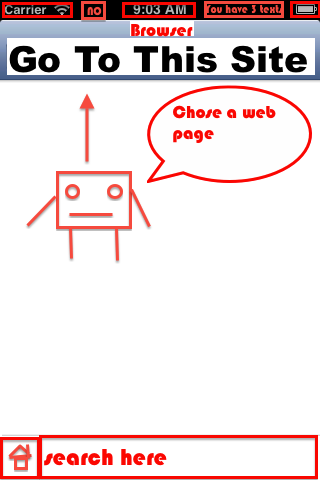 Carrier no 9:03 AM You have 3 text.
Browser
Go To This Site
Chose a web
page
search here